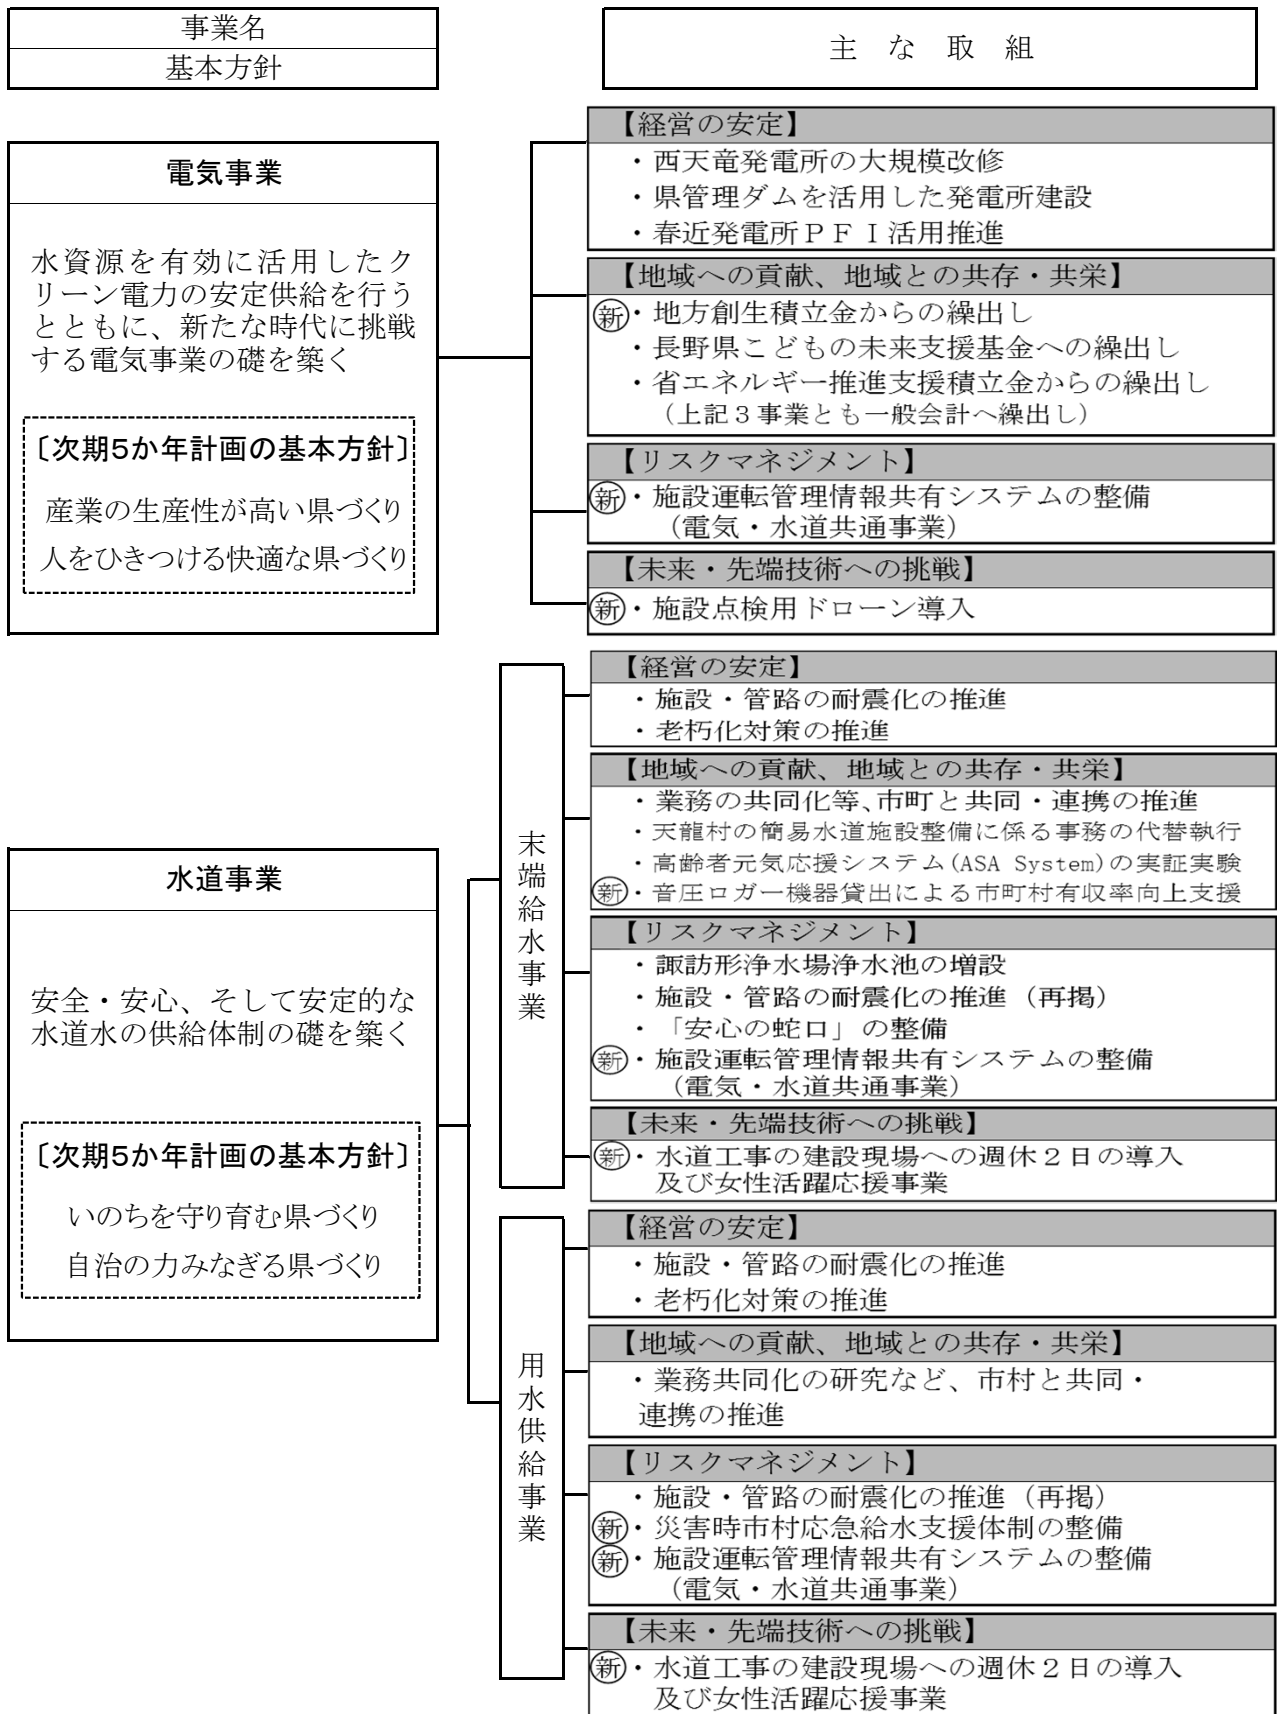 事業名
基本方針
主な取組
電気事業
水資源を有効に活用したク
リーン電力の安定供給を行う
とともに、新たな時代に挑戦
する電気事業の礎を築く
〔次期5か年計画の基本方針〕
産業の生産性が高い県づくり
人をひきつける快適な県づくり
【経営の安定】
・西天竜発電所の大規模改修
・県管理ダムを活用した発電所建設
・春近発電所ＰＦＩ活用推進
【地域への貢献、地域との共存・共栄】
㊟新・地方創生積立金からの繰出し
・長野県こどもの未来支援基金への繰出し
・省エネルギー推進支援積立金からの繰出し
（上記３事業とも一般会計へ繰出し）
【リスクマネジメント】
新・施設運転管理情報共有システムの整備
（電気・水道共通事業）
【未来・先端技術への挑戦】
新・施設点検用ドローン導入
水道事業
安全・安心、そして安定的な
水道水の供給体制の礎を築く
〔次期5か年計画の基本方針〕
いのちを守り育む県づくり
自治の力みなぎる県づくり
末端給水事業
【経営の安定】
・施設・管路の耐震化の推進
・老朽化対策の推進
【地域への貢献、地域との共存・共栄】
・業務の共同化等、市町と共同・連携の推進
・天龍村の簡易水道施設整備に係る事務の代替執行
・高齢者元気応援システム(ASA System)の実証実験
新・音圧ロガー機器貸出による市町村有収率向上支援
【リスクマネジメント】
・諏訪形浄水場浄水池の増設
・施設・管路の耐震化の推進（再掲）
・「安心の蛇口」の整備
新・施設運転管理情報共有システムの整備
（電気・水道共通事業）
【未来・先端技術への挑戦】
新・水道工事の建設現場への週休２日の導入
及び女性活躍応援事業
用水供給事業
【経営の安定】
・施設・管路の耐震化の推進
・老朽化対策の推進
【地域への貢献、地域との共存・共栄】
・業務共同化の研究など、市村と共同・
連携の推進
【リスクマネジメント】
・施設・管路の耐震化の推進（再掲）
新・災害時市村応急給水支援体制の整備
新・施設運転管理情報共有システムの整備
（電気・水道共通事業）
【未来・先端技術への挑戦】
新・水道工事の建設現場への週休２日の導入
及び女性活躍応援事業